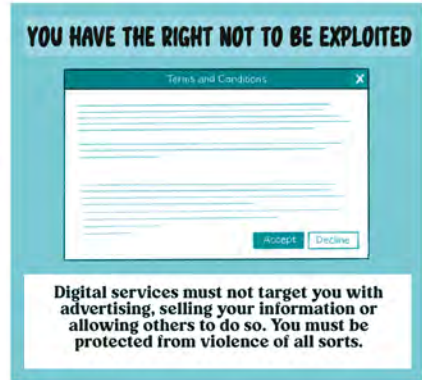 YOU HAVE THE RIGHT NOT TO BE EXPLOITED
Terms and Conditions X
Accept Decline
Digital services must not target you with
advertising, selling your information or
allowing others to do so. You must be
protected from violence of all sorts.